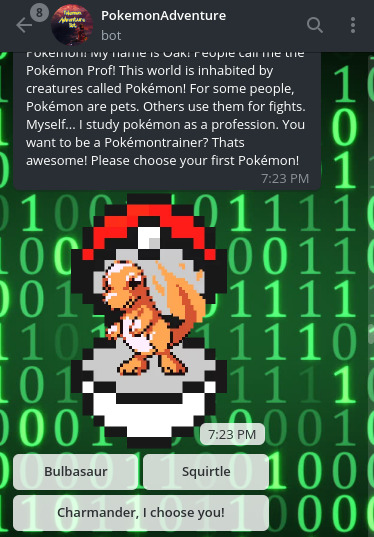 8
PokemonAdventure
bot
Pokémon! My name is Oak! People call me the
Pokémon Prof! This world is inhabited by
creatures called Pokémon! For some people,
Pokémon are pets. Others use them for fights.
Myself... I study pokémon as a profession. You
want to be a Pokémontrainer? Thats
awesome! Please choose your first Pokémon!
7:23 PM
7:23 PM
Bulbasaur
Squirtle
Charmander, I choose you!